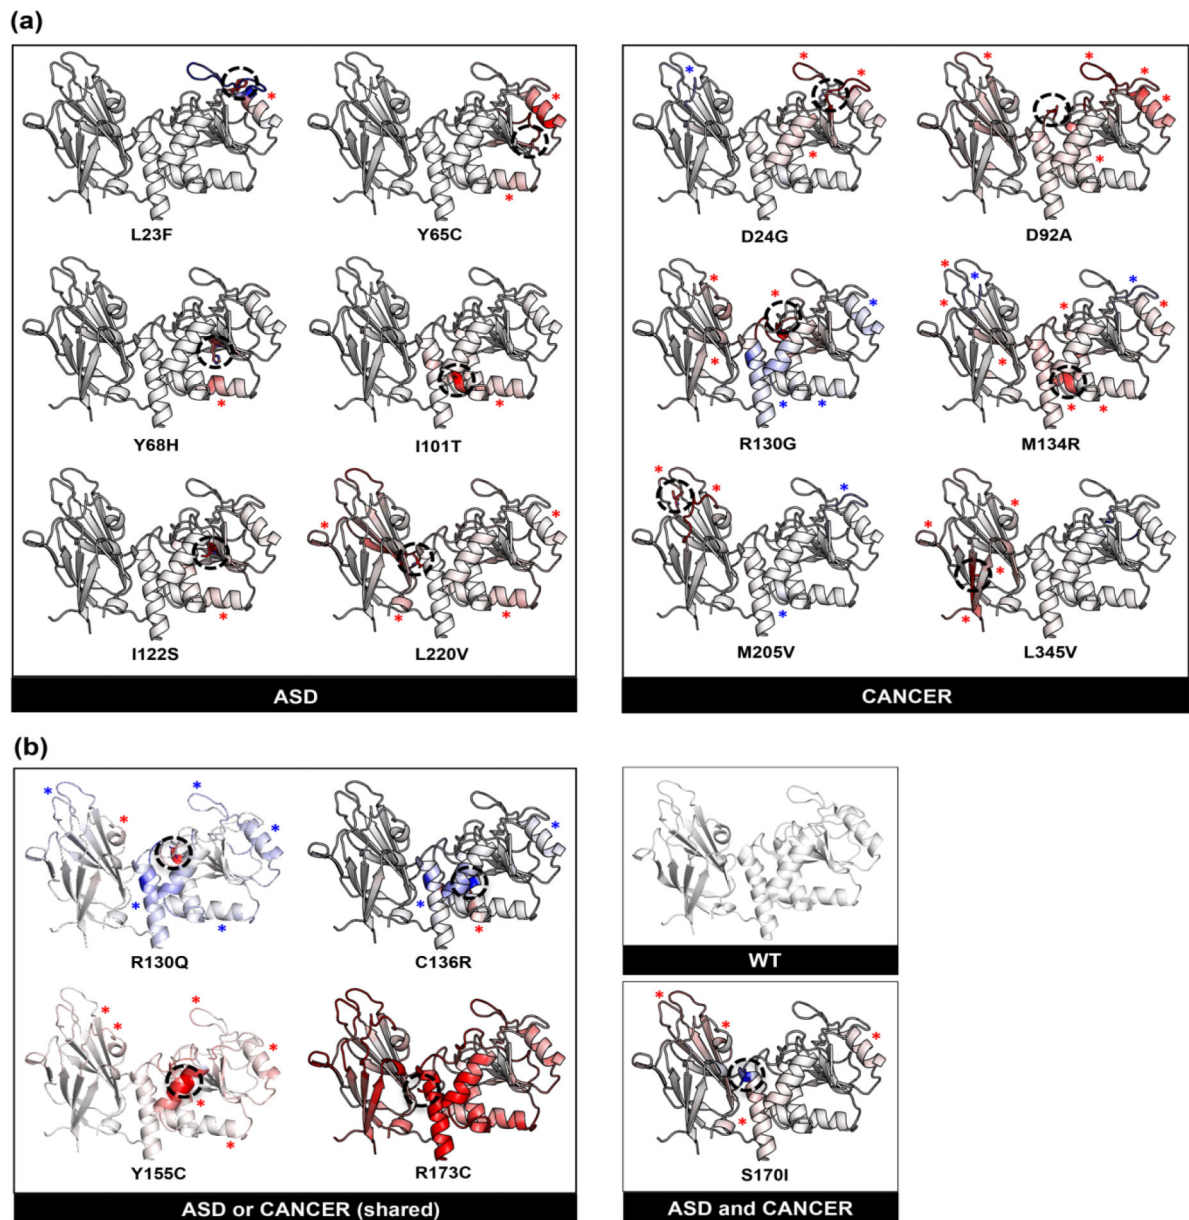 (a)
L23F Y65C
Y68H I101T
I122S L220V
ASD
D24G D92A
R130G M134R
M205V L345V
CANCER
(b)
R130Q C136R
Y155C R173C
ASD or CANCER (shared)
WT
S170I
ASD and CANCER